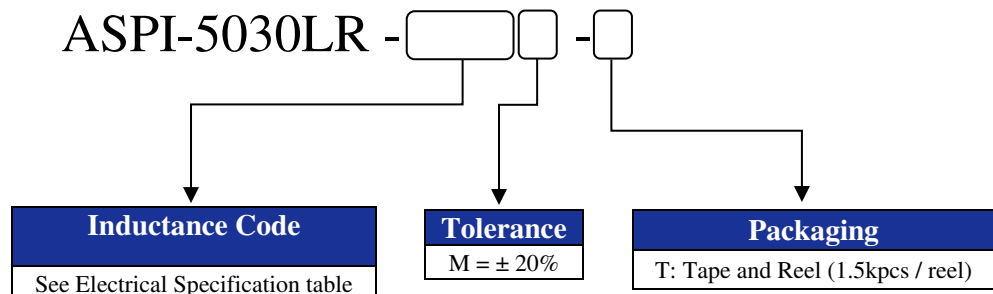 ASPI-5030LR - -
Inductance Code
See Electrical Specification table
Tolerance
M = ± 20%
Packaging
T: Tape and Reel (1.5kpcs / reel)